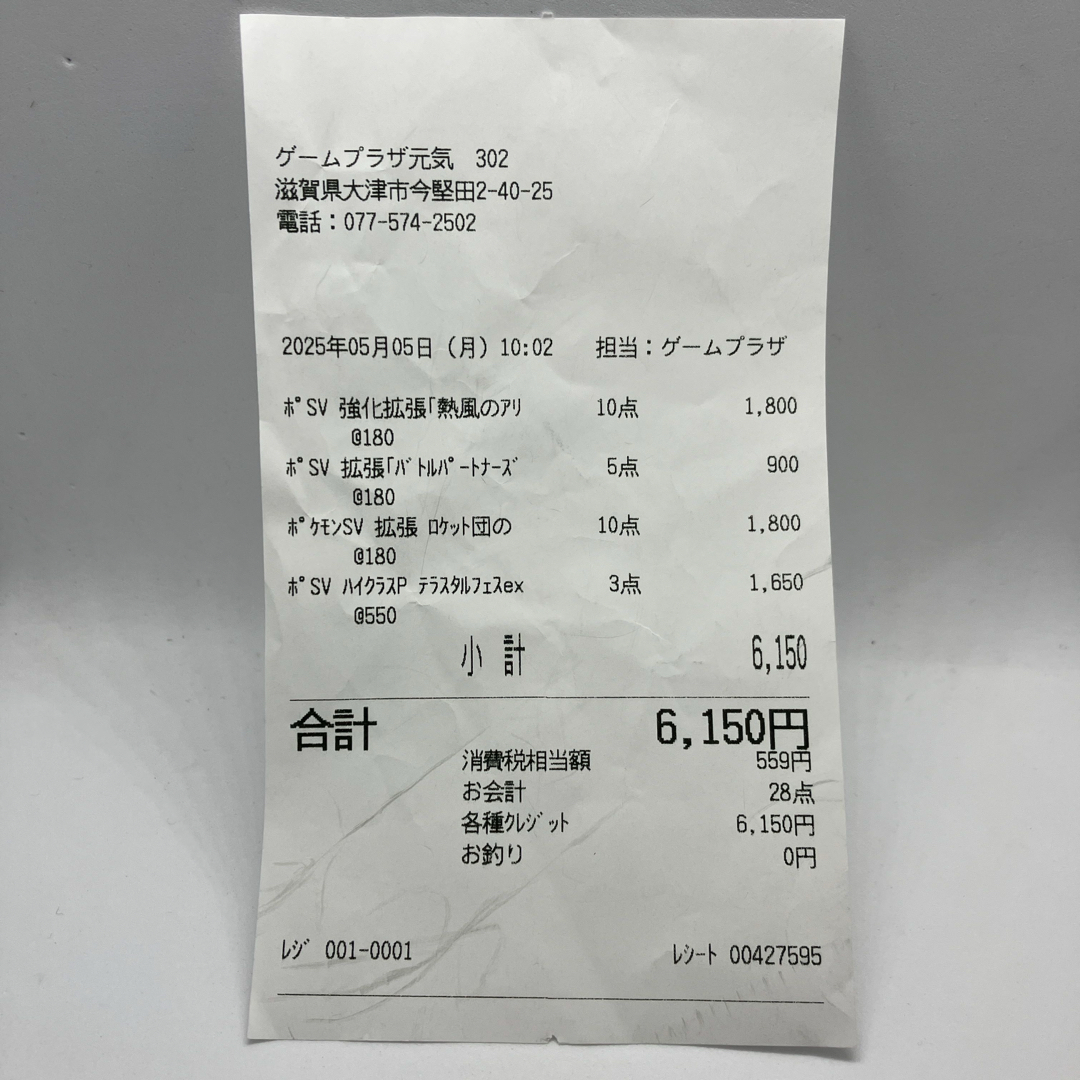 ゲームプラザ元気 302
滋賀県大津市今堅田2-40-25
電話：077-574-2502
2025年05月05日（月）10:02 担当：ゲームプラザ
ﾎﾟSV 強化拡張｢熱風のｱﾘ 10点 1,800
@180
ﾎﾟSV 拡張｢ﾊﾞﾄﾙﾊﾟｰﾄﾅｰｽﾞ 5点 900
@180
ﾎﾟｹﾓﾝSV 拡張 ﾛｹｯﾄ団の 10点 1,800
@180
ﾎﾟSV ﾊｲｸﾗｽP ﾃﾗｽﾀﾙﾌｪｽex 3点 1,650
@550
小計 6,150
合計 6,150円
消費税相当額 559円
お会計 28点
各種ｸﾚｼﾞｯﾄ 6,150円
お釣り 0円
ﾚｼﾞ 001-0001 ﾚｼｰﾄ 00427595